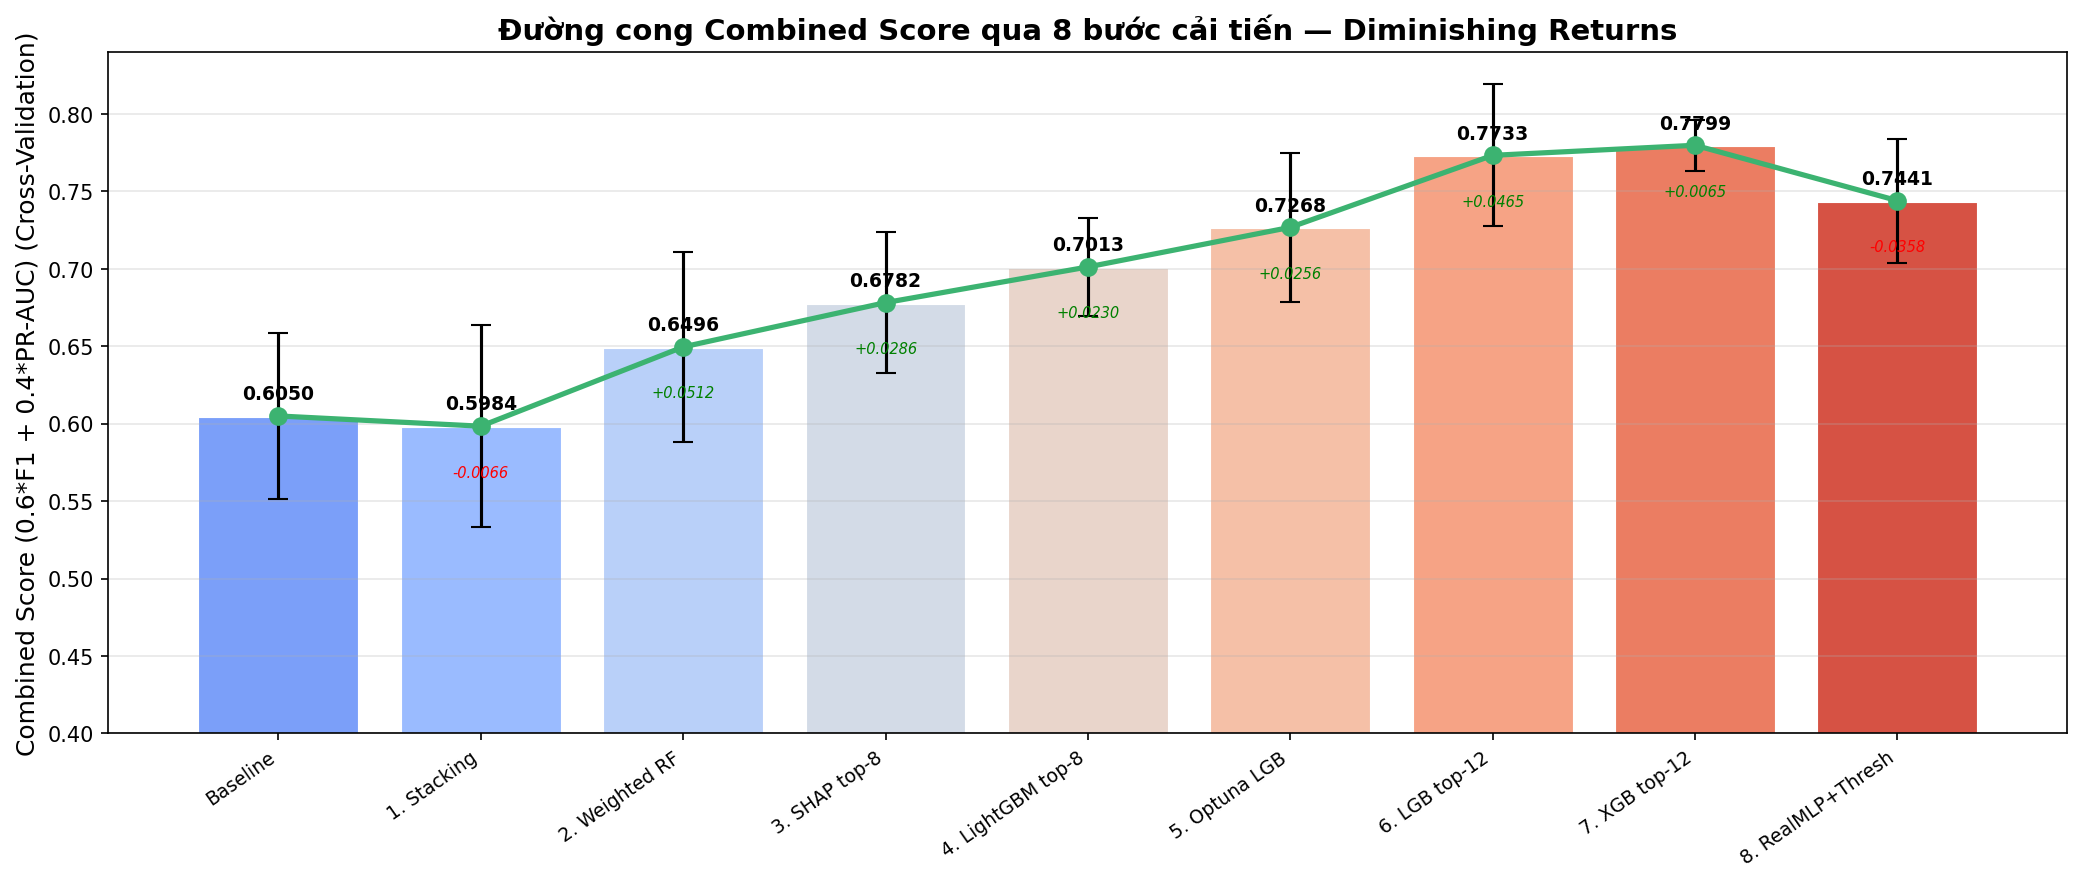 Đường cong Combined Score qua 8 bước cải tiến — Diminishing Returns
Combined Score (0.6*F1 + 0.4*PR-AUC) (Cross-Validation)
0.80
0.75
0.70
0.65
0.60
0.55
0.50
0.45
0.40
0.6050
0.5984
-0.0066
0.6496
+0.0512
0.6782
+0.0286
0.7013
+0.0230
0.7268
+0.0256
0.7733
+0.0465
0.7799
+0.0065
0.7441
-0.0358
Baseline
1. Stacking
2. Weighted RF
3. SHAP top-8
4. LightGBM top-8
5. Optuna LGB
6. LGB top-12
7. XGB top-12
8. RealMLP+Thresh